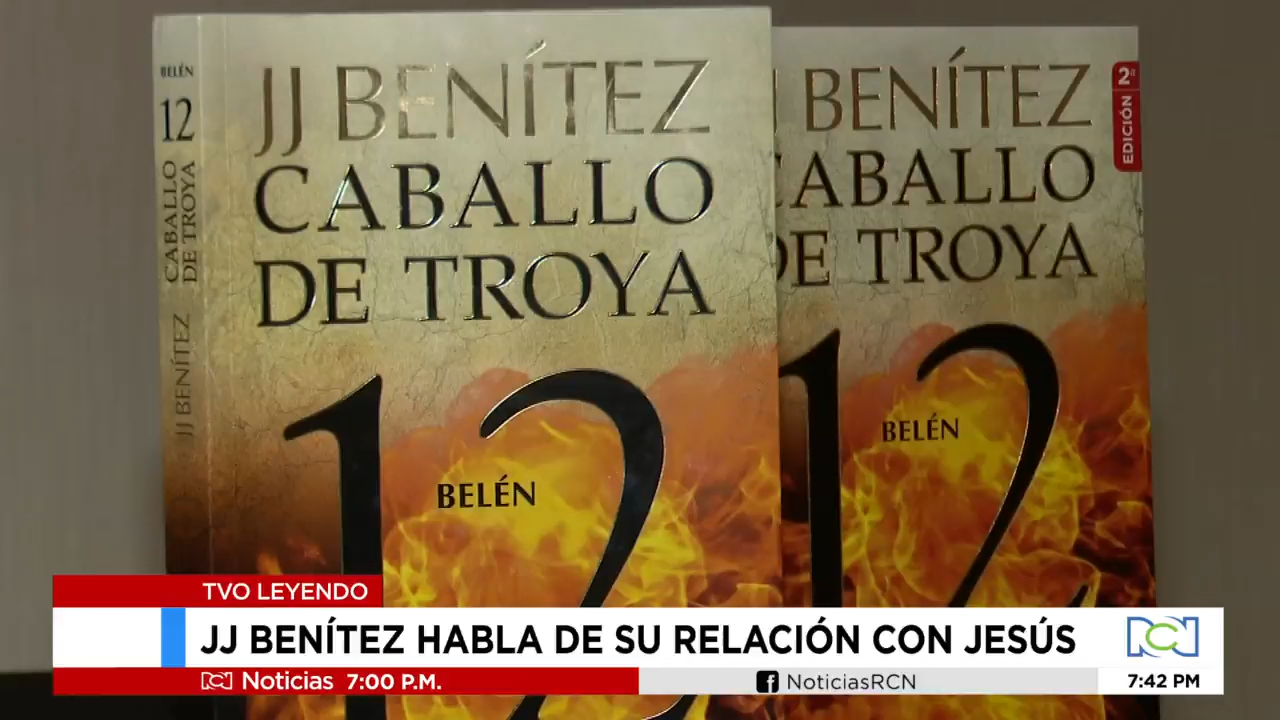 BELÉN
12
CABALLO
DE TROYA
JJ BENÍTEZ
JJ BENÍTEZ
CABALLO
DE TROYA
12
BELÉN
J BENÍTEZ
CABALLO
DE TROYA
12
BELÉN
EDICIÓN 2ª
TVO LEYENDO
JJ BENÍTEZ HABLA DE SU RELACIÓN CON JESÚS
RCN
RCN Noticias 7:00 P.M.
NoticiasRCN
7:42 PM